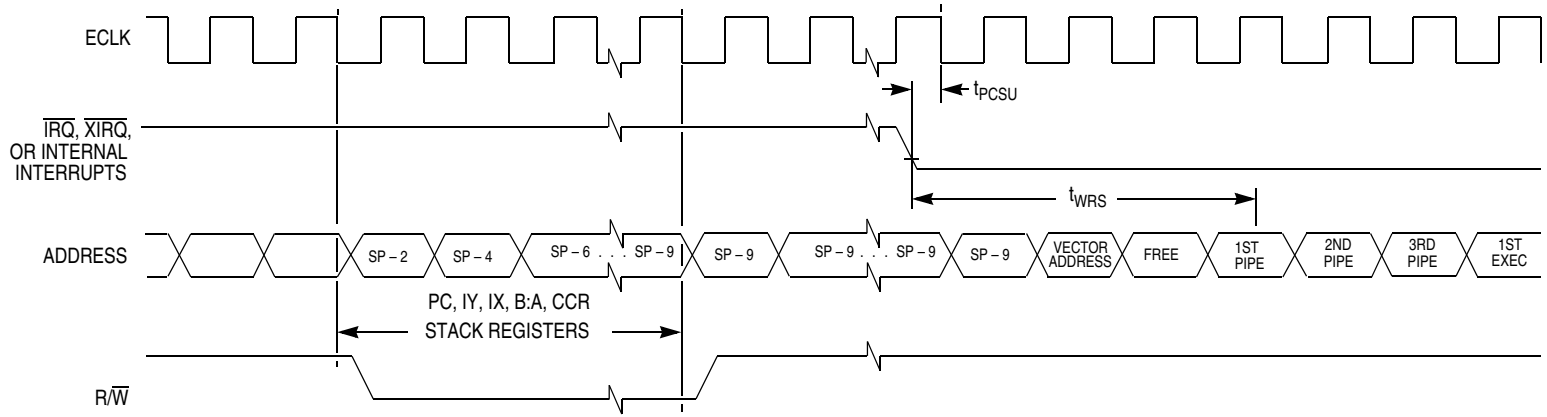 ECLK
tPCSU
IRQ, XIRQ,
OR INTERNAL
INTERRUPTS
tWRS
ADDRESS
SP – 2
SP – 4
SP – 6 . . . SP – 9
SP – 9
SP – 9 . . . SP – 9
SP – 9
VECTOR
ADDRESS
FREE
1ST
PIPE
2ND
PIPE
3RD
PIPE
1ST
EXEC
PC, IY, IX, B:A, CCR
STACK REGISTERS
R/W